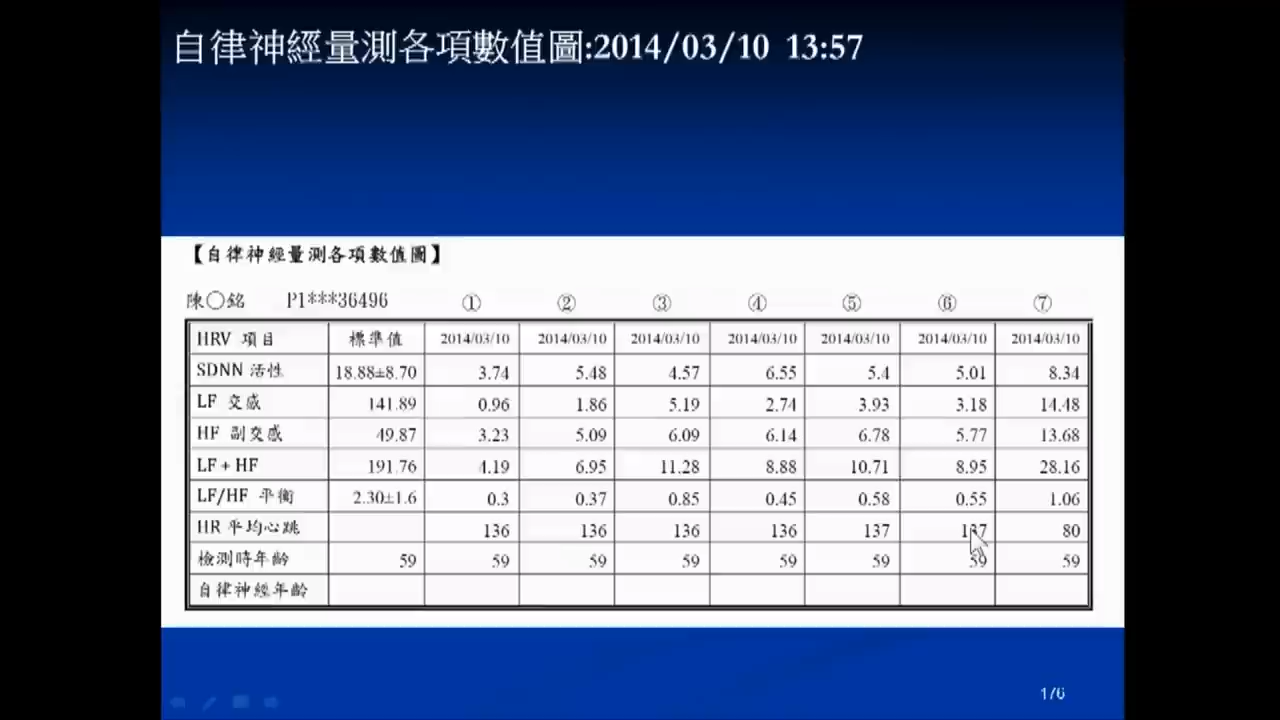 自律神經量測各項數值圖:2014/03/10 13:57
【自律神經量測各項數值圖】
陳○銘 P1***36496 ① ② ③ ④ ⑤ ⑥ ⑦
HRV 項目 標準值 2014/03/10 2014/03/10 2014/03/10 2014/03/10 2014/03/10 2014/03/10 2014/03/10
SDNN 活性 18.88±8.70 3.74 5.48 4.57 6.55 5.4 5.01 8.34
LF 交感 141.89 0.96 1.86 5.19 2.74 3.93 3.18 14.48
HF 副交感 49.87 3.23 5.09 6.09 6.14 6.78 5.77 13.68
LF+HF 191.76 4.19 6.95 11.28 8.88 10.71 8.95 28.16
LF/HF 平衡 2.30±1.6 0.3 0.37 0.85 0.45 0.58 0.55 1.06
HR 平均心跳 136 136 136 136 137 137 80
檢測時年齡 59 59 59 59 59 59 59 59
自律神經年齡
176